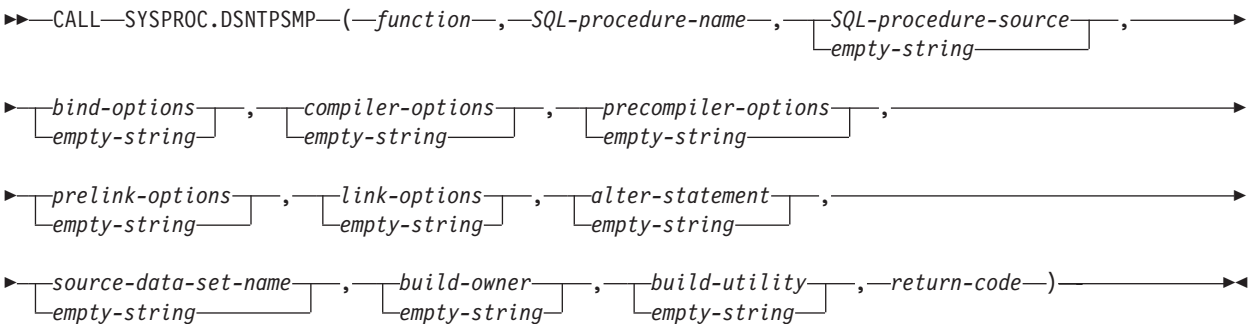 CALL SYSPROC.DSNTPSMP ( function , SQL-procedure-name , SQL-procedure-source ,
empty-string
bind-options , compiler-options , precompiler-options ,
empty-string empty-string empty-string
prelink-options , link-options , alter-statement ,
empty-string empty-string empty-string
source-data-set-name , build-owner , build-utility , return-code )
empty-string empty-string empty-string